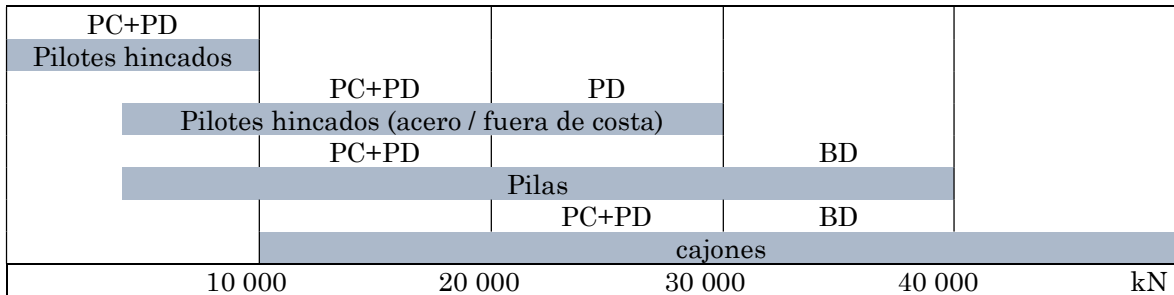 PC+PD
Pilotes hincados
PC+PD PD
Pilotes hincados (acero / fuera de costa)
PC+PD BD
Pilas
PC+PD BD
cajones
10 000 20 000 30 000 40 000 kN